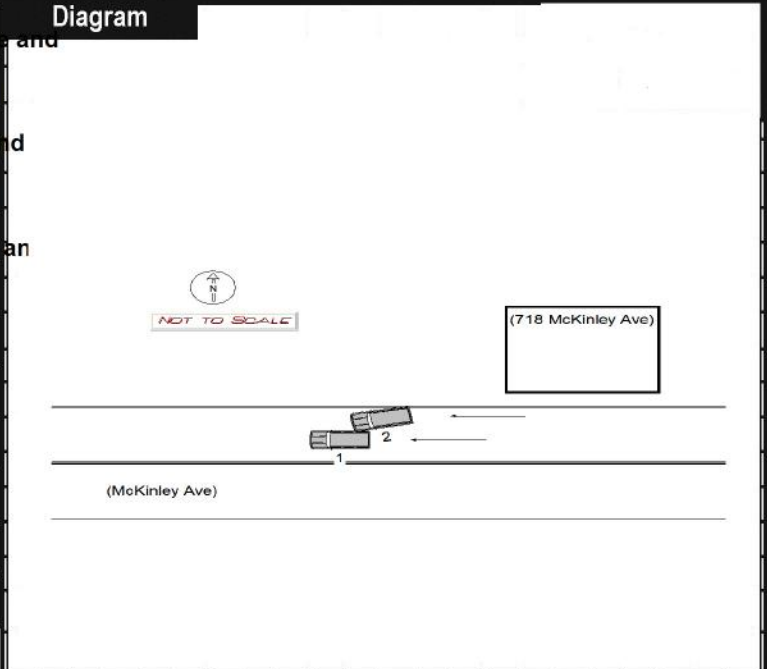 Diagram
e and
nd
an
N
NOT TO SCALE
(718 McKinley Ave)
2
1
(McKinley Ave)